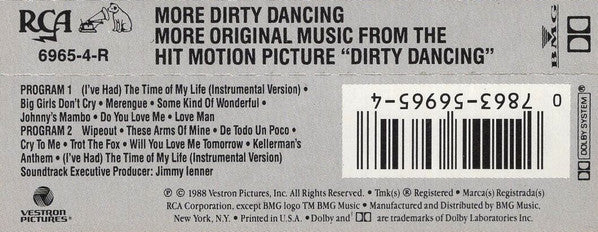 RCA
6965-4-R
MORE DIRTY DANCING
MORE ORIGINAL MUSIC FROM THE
HIT MOTION PICTURE “DIRTY DANCING”
BMG
PROGRAM 1 (I've Had) The Time of My Life (Instrumental Version) •
Big Girls Don't Cry • Merengue • Some Kind Of Wonderful •
Johnny's Mambo • Do You Love Me • Love Man
PROGRAM 2 Wipeout • These Arms Of Mine • De Todo Un Poco •
Cry To Me • Trot The Fox • Will You Love Me Tomorrow • Kellerman's
Anthem • (I've Had) The Time of My Life (Instrumental Version)
Soundtrack Executive Producer: Jimmy Ienner
0 7863-56965-4
DOLBY SYSTEM ®
VESTRON
PICTURES®
℗ © 1988 Vestron Pictures, Inc. All Rights Reserved. • Tmk(s) ® Registered • Marca(s) Registrada(s)
RCA Corporation, except BMG logo TM BMG Music • Manufactured and Distributed by BMG Music,
New York, N.Y. • Printed in U.S.A. • Dolby and are trademarks of Dolby Laboratories Inc.